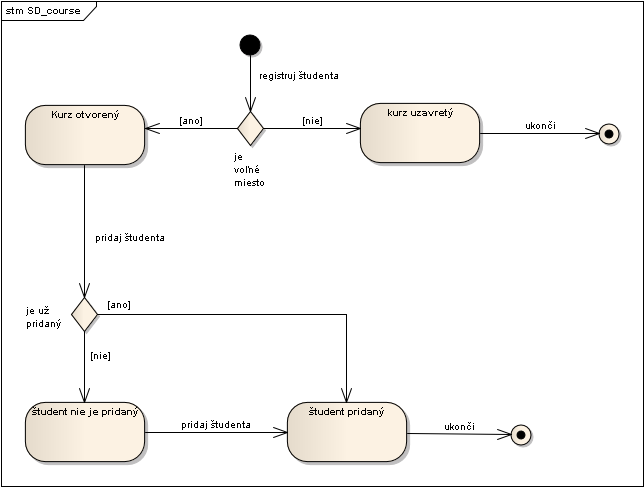 stm SD_course
registruj študenta
Kurz otvorený
[ano]
[nie]
kurz uzavretý
ukonči
je
voľné
miesto
pridaj študenta
je už
pridaný
[ano]
[nie]
študent nie je pridaný
pridaj študenta
študent pridaný
ukonči